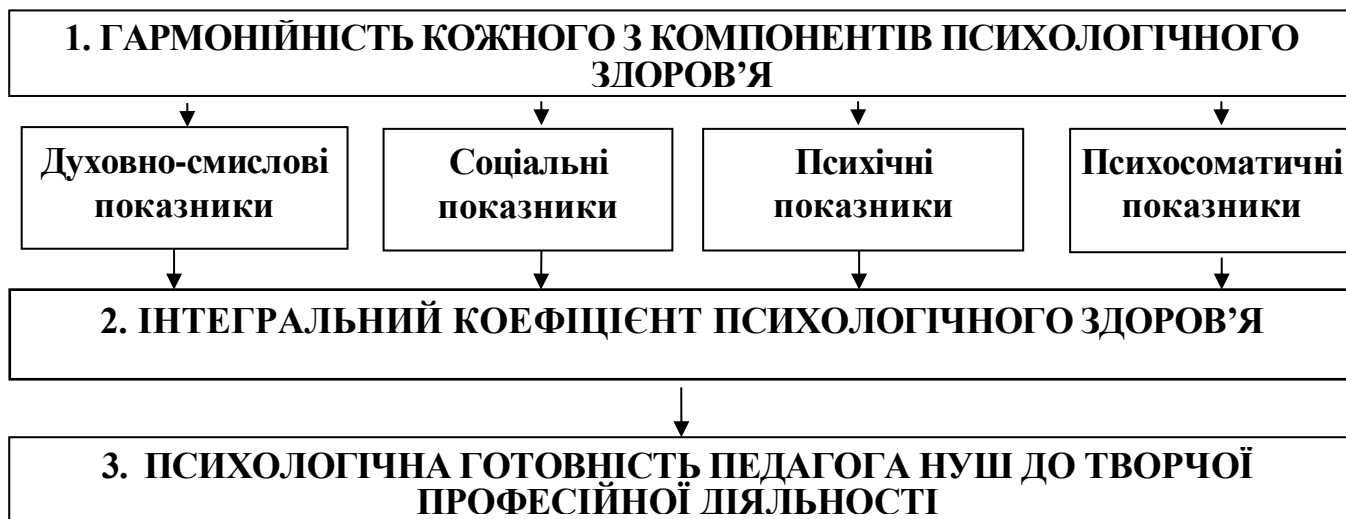 1. ГАРМОНІЙНІСТЬ КОЖНОГО З КОМПОНЕНТІВ ПСИХОЛОГІЧНОГО
ЗДОРОВ’Я
Духовно-смислові
показники
Соціальні
показники
Психічні
показники
Психосоматичні
показники
2. ІНТЕГРАЛЬНИЙ КОЕФІЦІЄНТ ПСИХОЛОГІЧНОГО ЗДОРОВ’Я
3. ПСИХОЛОГІЧНА ГОТОВНІСТЬ ПЕДАГОГА НУШ ДО ТВОРЧОЇ
ПРОФЕСІЙНОЇ ДІЯЛЬНОСТІ